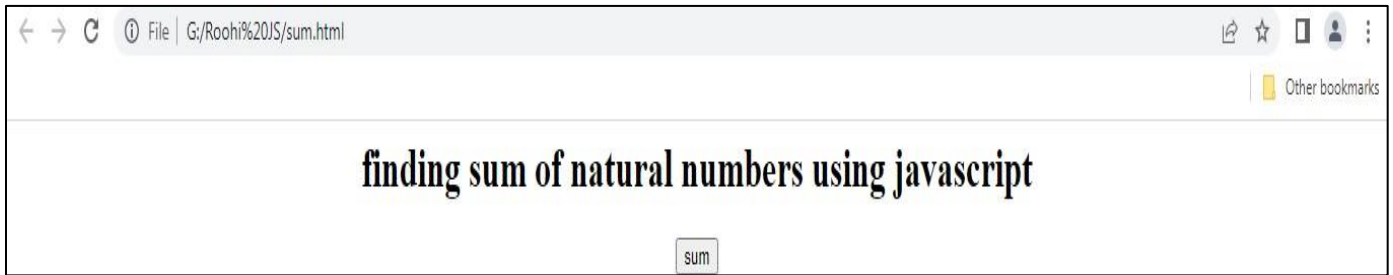 File G:/Roohi%20JS/sum.html
Other bookmarks
finding sum of natural numbers using javascript
sum